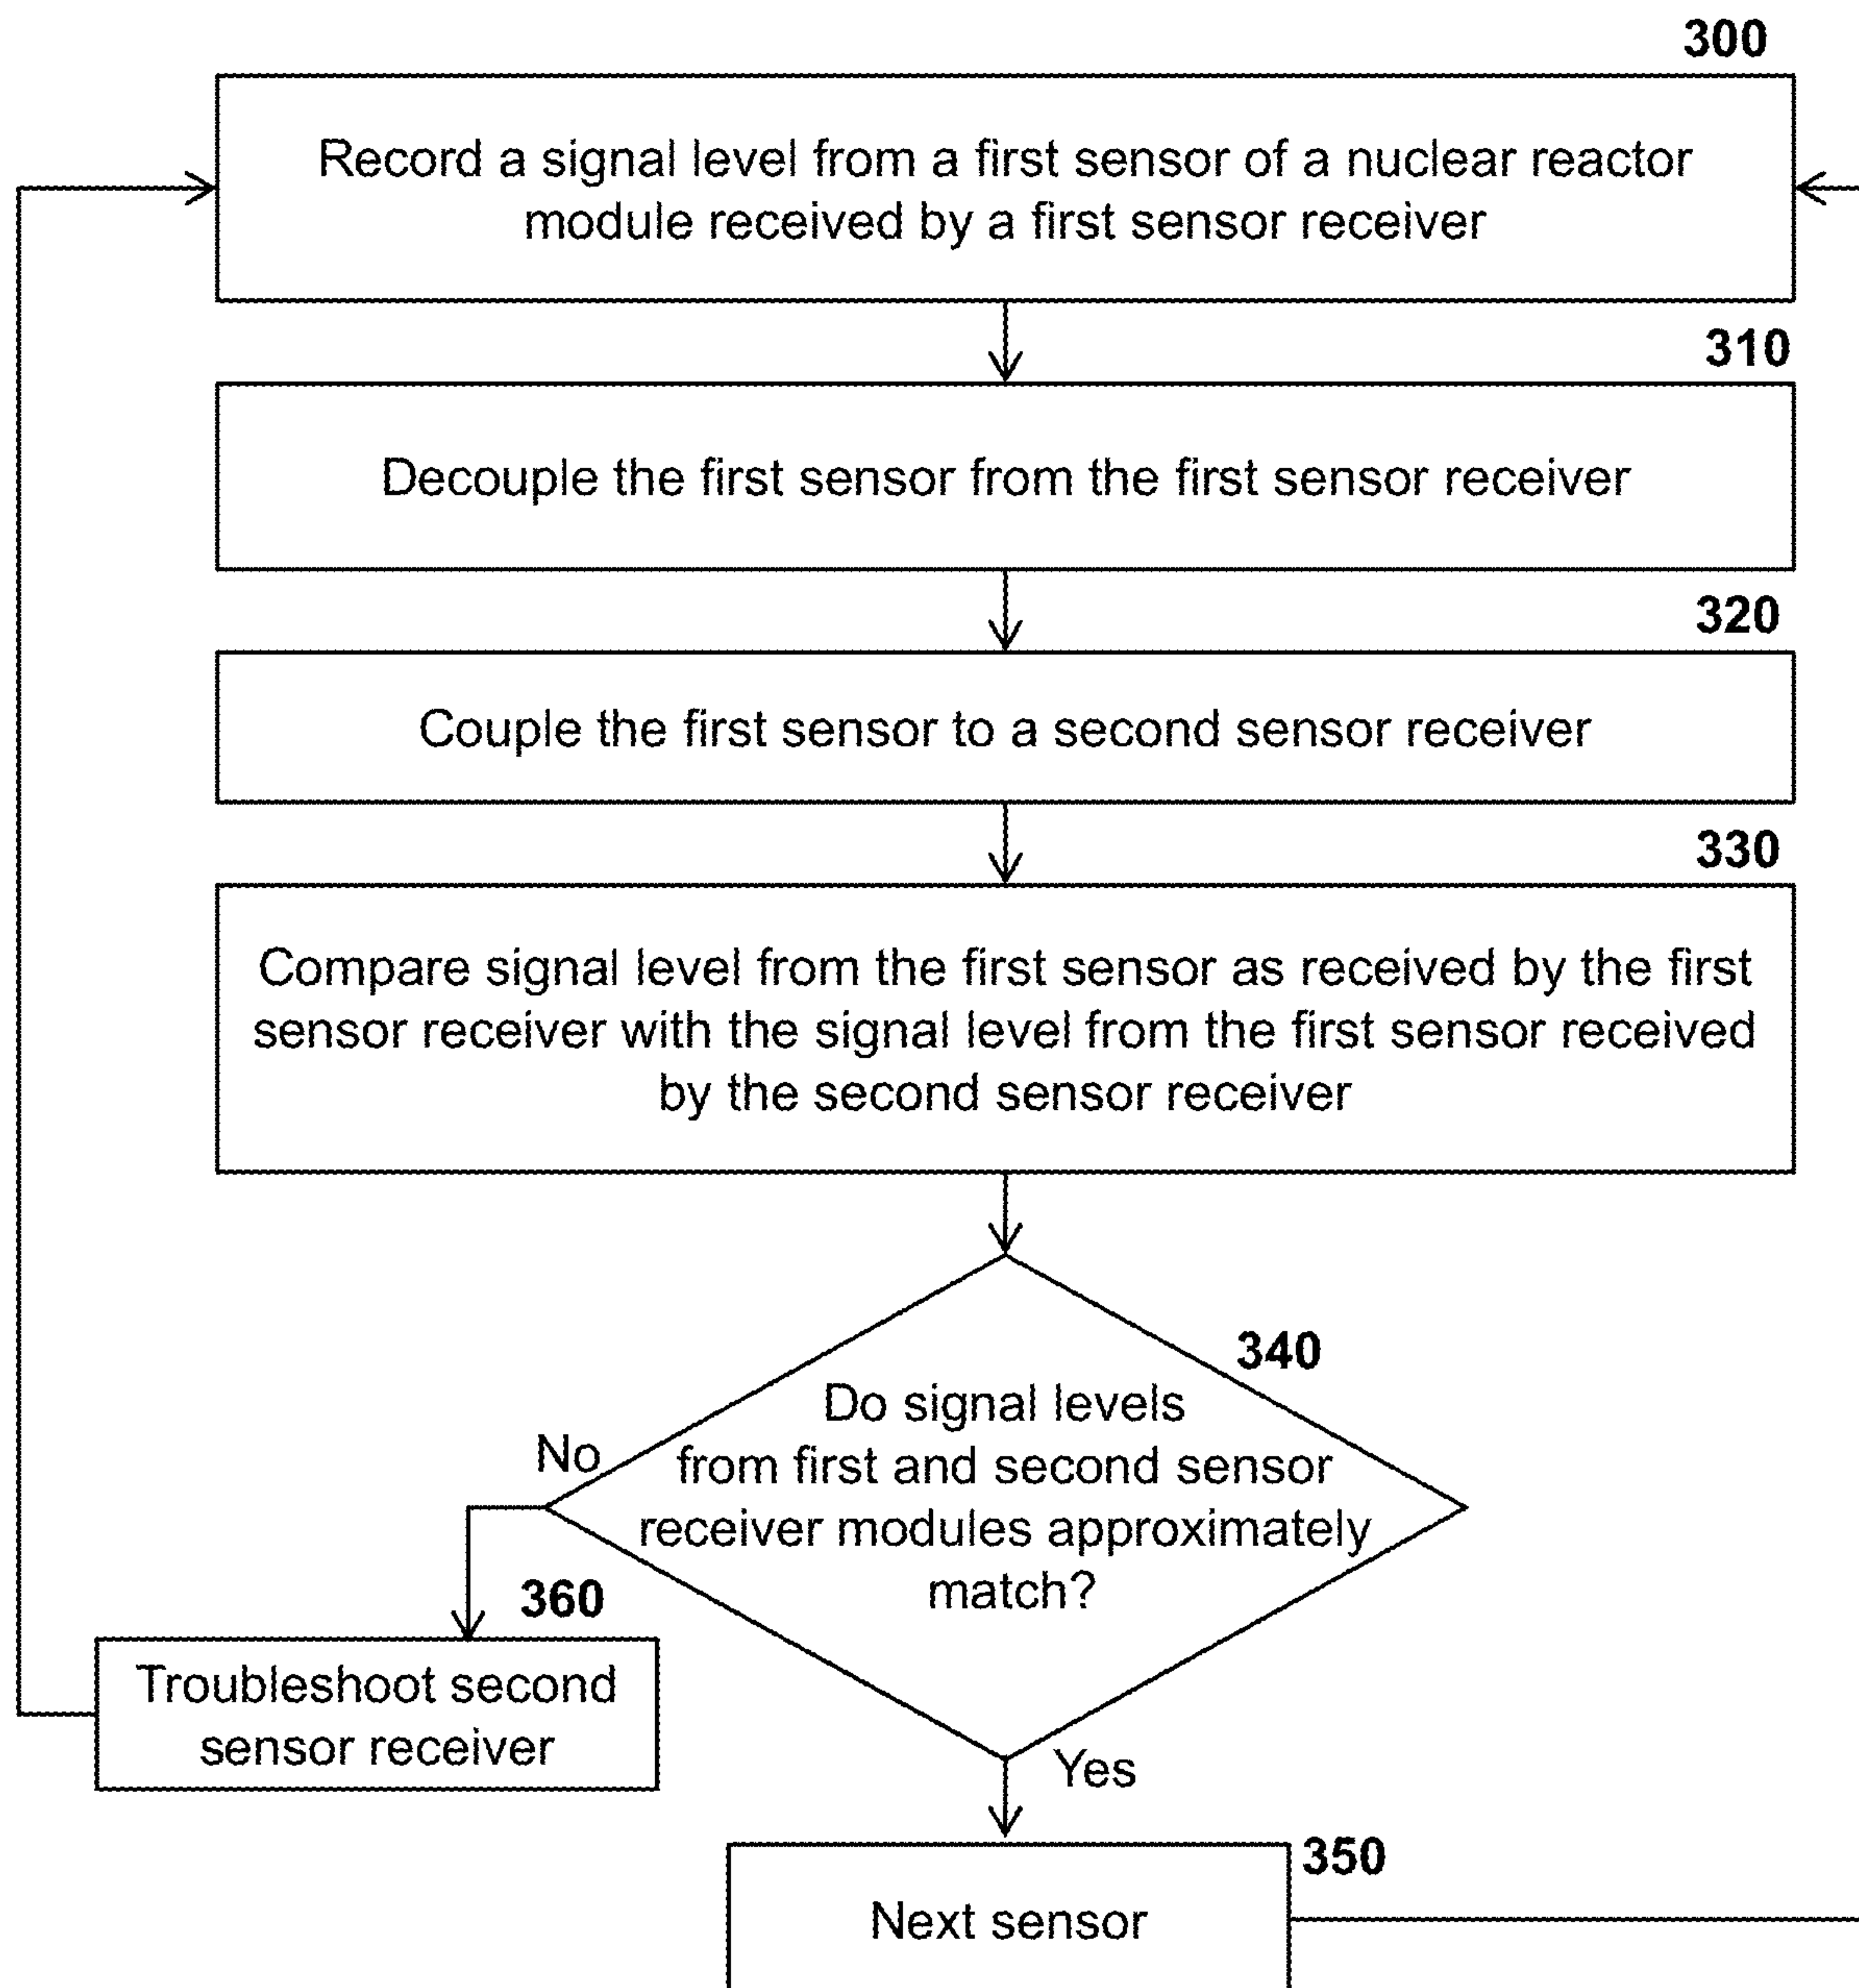 300
Record a signal level from a first sensor of a nuclear reactor
module received by a first sensor receiver
310
Decouple the first sensor from the first sensor receiver
320
Couple the first sensor to a second sensor receiver
330
Compare signal level from the first sensor as received by the first
sensor receiver with the signal level from the first sensor received
by the second sensor receiver
340
Do signal levels
from first and second sensor
receiver modules approximately
match?
No
360
Troubleshoot second
sensor receiver
Yes
350
Next sensor